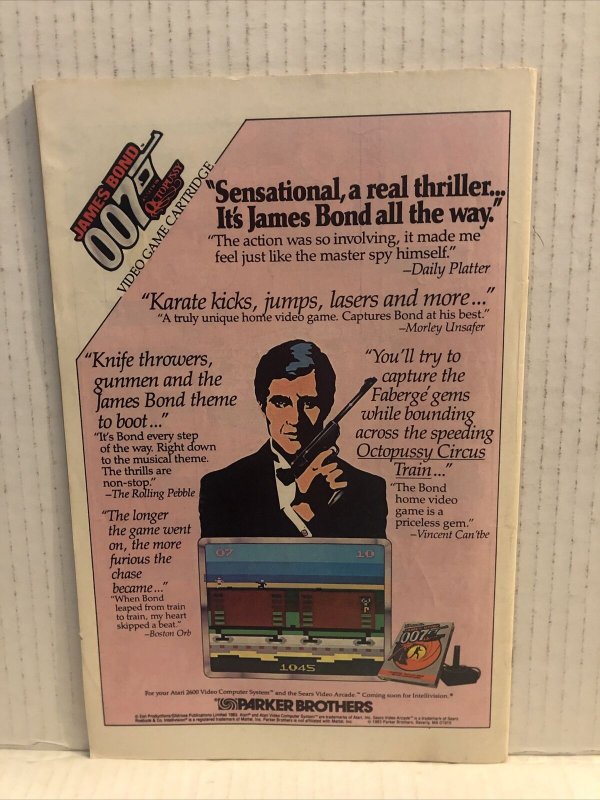 JAMES BOND
007
OCTOPUSSY
VIDEO GAME CARTRIDGE
"Sensational, a real thriller...
It's James Bond all the way."
"The action was so involving, it made me
feel just like the master spy himself."
–Daily Platter
"Karate kicks, jumps, lasers and more..."
"A truly unique home video game. Captures Bond at his best."
–Morley Unsafer
"Knife throwers,
gunmen and the
James Bond theme
to boot..."
"It's Bond every step
of the way. Right down
to the musical theme.
The thrills are
non-stop."
–The Rolling Pebble
"The longer
the game went
on, the more
furious the
chase
became..."
"When Bond
leaped from train
to train, my heart
skipped a beat."
–Boston Orb
"You'll try to
capture the
Fabergé gems
while bounding
across the speeding
Octopussy Circus
Train..."
"The Bond
home video
game is a
priceless gem."
–Vincent Can'tbe
07 10
1045
007
For your Atari 2600 Video Computer System™ and the Sears Video Arcade.™ Coming soon for Intellivision.®
PARKER BROTHERS